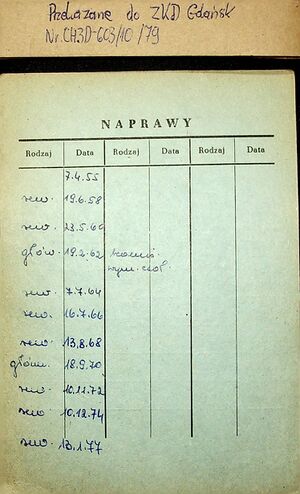 Przekazane do ZKD Gdańsk
Nr. CH3D-603/10/79
NAPRAWY
Rodzaj Data Rodzaj Data Rodzaj Data
7.4.55
rew. 19.6.58
rew. 23.5.60
głów. 19.2.62
wym. czół.
rew. 7.7.64
rew. 16.7.66
rew. 13.8.68
główn. 18.9.70
rew 10.11.72
rew 10.12.74
rew. 13.1.77